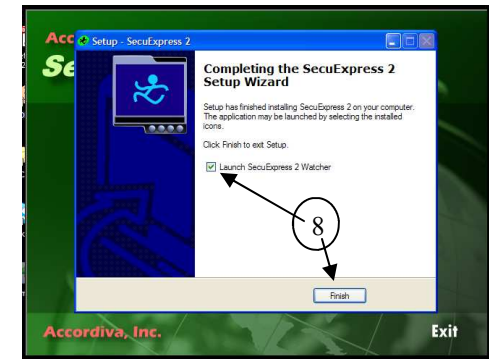 Acc
Se
Setup - SecuExpress 2
Completing the SecuExpress 2
Setup Wizard
Setup has finished installing SecuExpress 2 on your computer.
The application may be launched by selecting the installed
icons.
Click Finish to exit Setup.
Launch SecuExpress 2 Watcher
8
Finish
Accordiva, Inc.
Exit